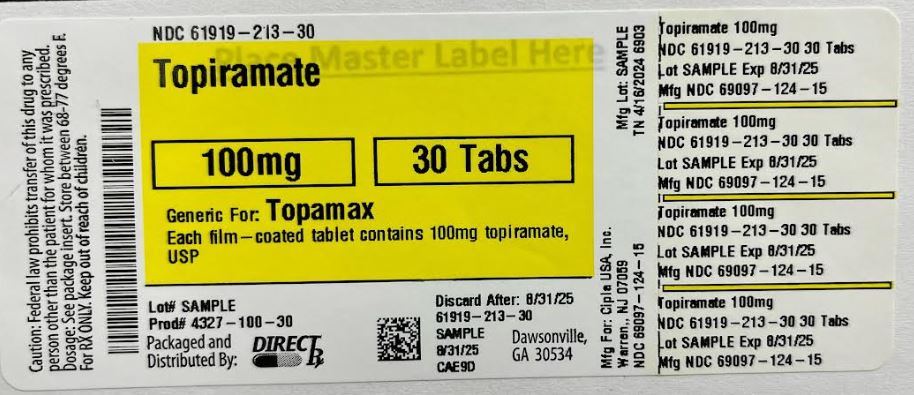 Caution: Federal law prohibits transfer of this drug to any
person other than the patient for whom it was prescribed.
Dosage: See package insert. Store between 68-77 degrees F.
For RX ONLY. Keep out of reach of children.
NDC 61919-213-30
Place Master Label Here
Topiramate
100mg
30 Tabs
Generic For: Topamax
Each film-coated tablet contains 100mg topiramate,
USP
Lot# SAMPLE
Prod# 4327-100-30
Packaged and
Distributed By:
DIRECT Rx
Discard After: 8/31/25
61919-213-30
SAMPLE
8/31/25
CAE9D
Dawsonville,
GA 30534
Mfg Lot: SAMPLE
TN 4/16/2024 6903
Mfg For: Cipla USA, Inc.
Warren, NJ 07059
NDC 69097-124-15
Topiramate 100mg
NDC 61919-213-30 30 Tabs
Lot SAMPLE Exp 8/31/25
Mfg NDC 69097-124-15
Topiramate 100mg
NDC 61919-213-30 30 Tabs
Lot SAMPLE Exp 8/31/25
Mfg NDC 69097-124-15
Topiramate 100mg
NDC 61919-213-30 30 Tabs
Lot SAMPLE Exp 8/31/25
Mfg NDC 69097-124-15
Topiramate 100mg
NDC 61919-213-30 30 Tabs
Lot SAMPLE Exp 8/31/25
Mfg NDC 69097-124-15